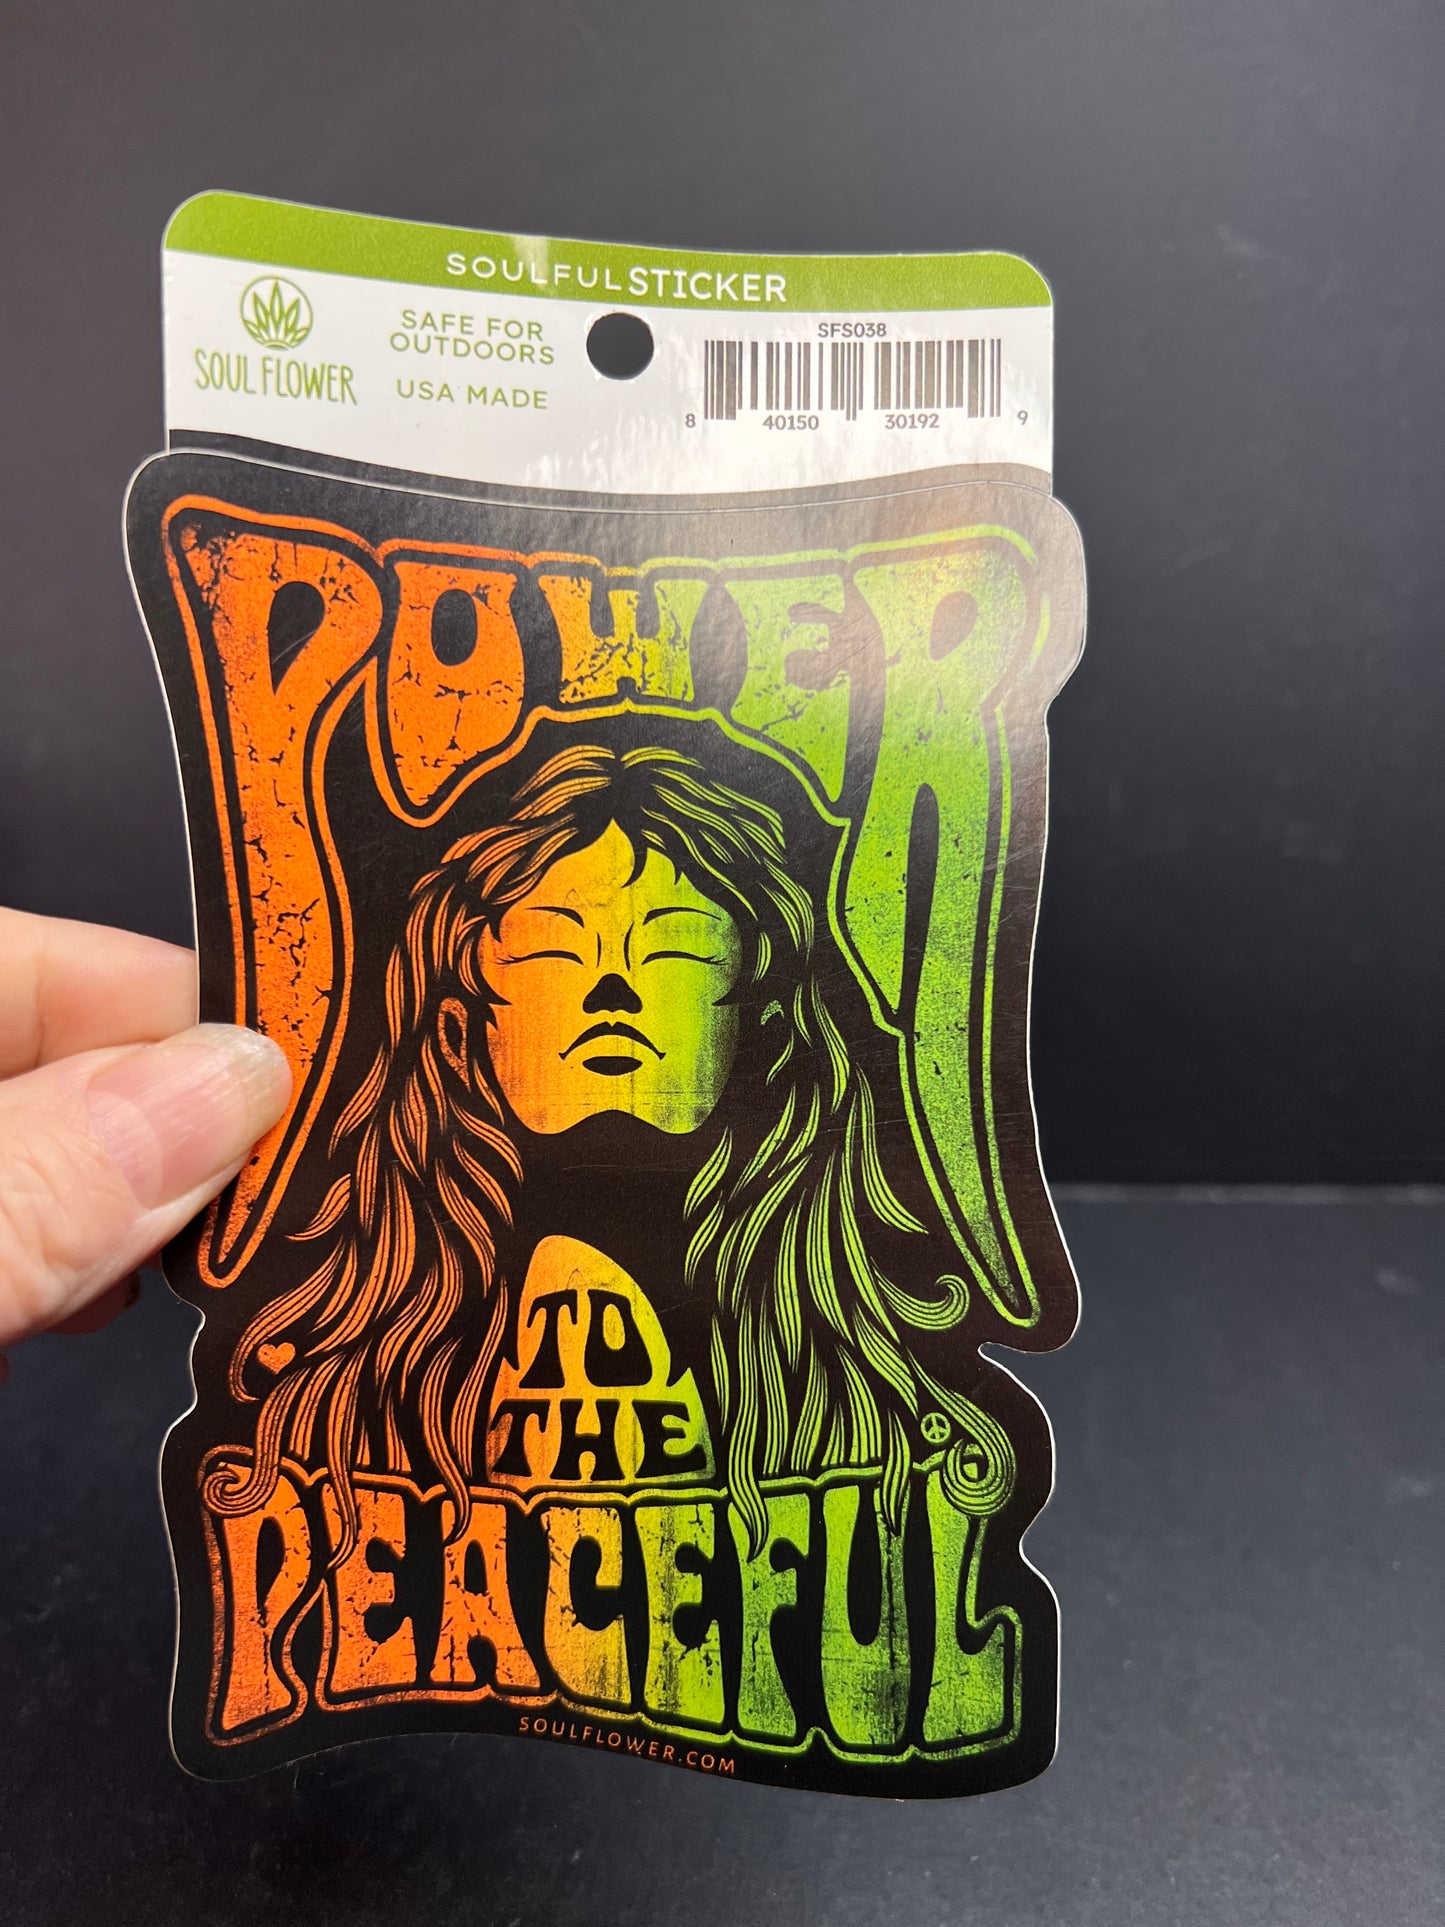 SOULFULSTICKER
SOUL FLOWER
SAFE FOR
OUTDOORS
USA MADE
SFS038
8 40150 30192 9
POWER
TO
THE
PEACEFUL
SOULFLOWER.COM